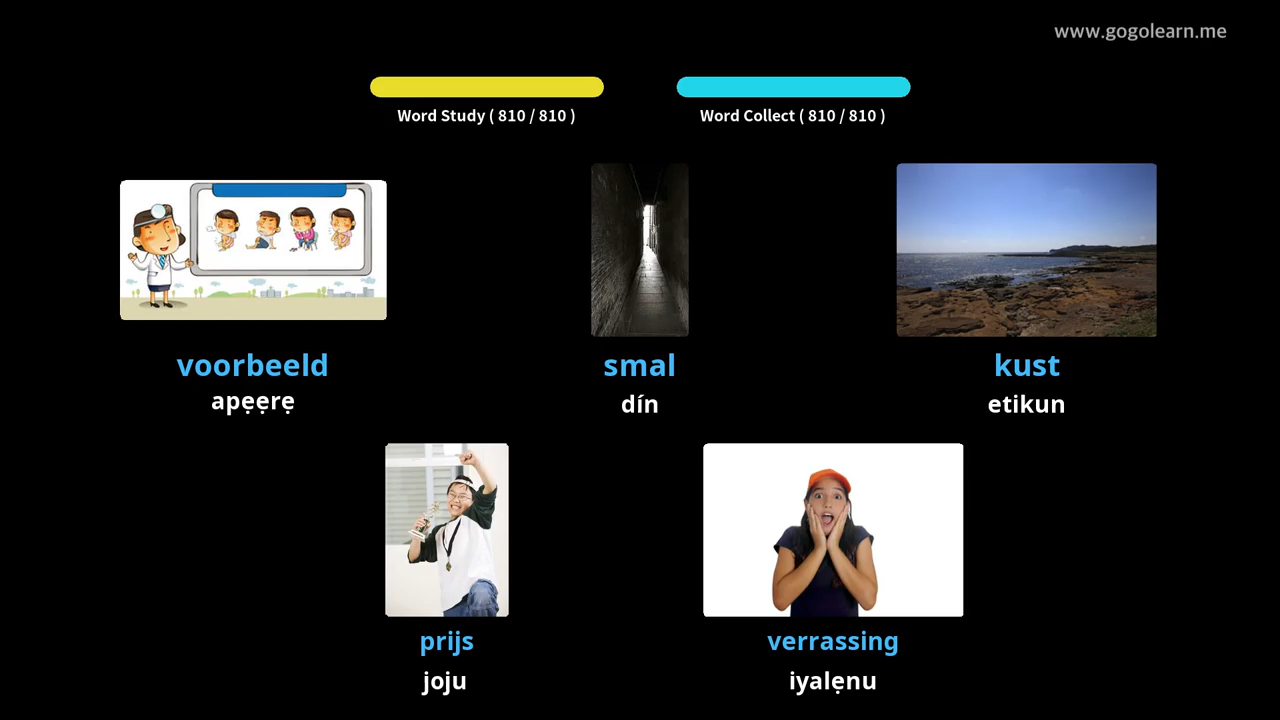 www.gogolearn.me
Word Study ( 810 / 810 )
Word Collect ( 810 / 810 )
voorbeeld
apẹẹrẹ
smal
dín
kust
etikun
prijs
joju
verrassing
iyalẹnu